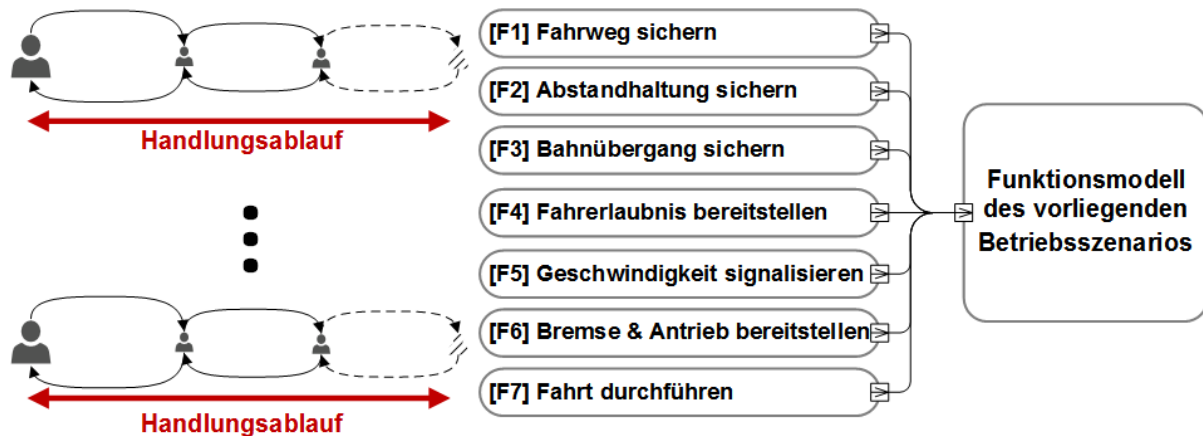 Handlungsablauf
Handlungsablauf
[F1] Fahrweg sichern
[F2] Abstandhaltung sichern
[F3] Bahnübergang sichern
[F4] Fahrerlaubnis bereitstellen
[F5] Geschwindigkeit signalisieren
[F6] Bremse & Antrieb bereitstellen
[F7] Fahrt durchführen
Funktionsmodell
des vorliegenden
Betriebsszenarios